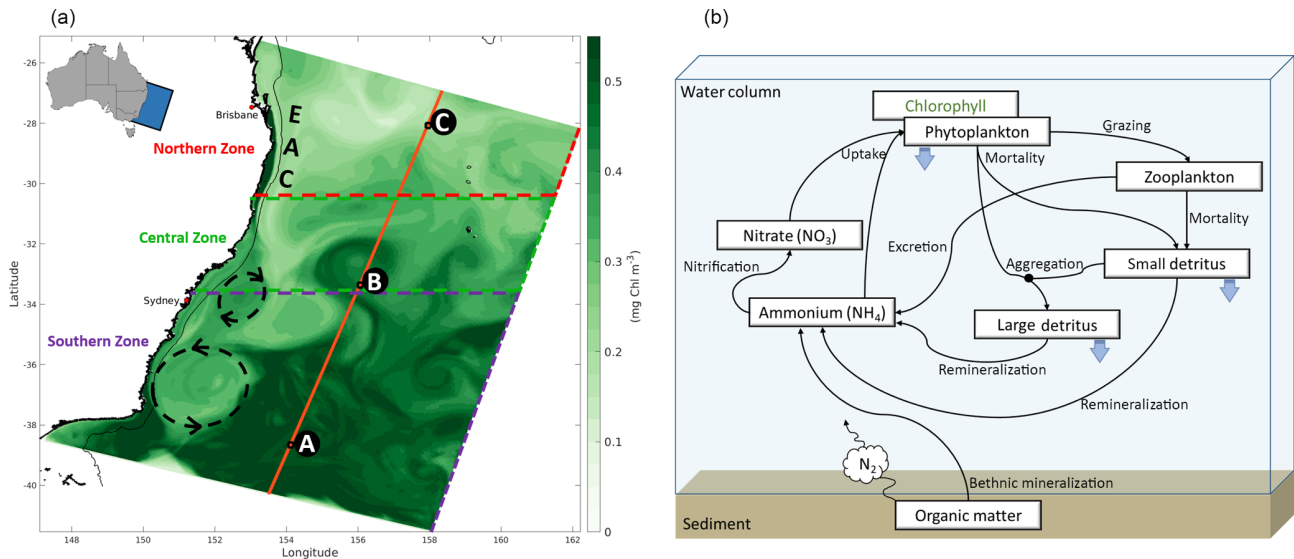 (a)
-26
-28
-30
-32
-34
-36
-38
-40
Latitude
148
150
152
154
156
158
160
162
Longitude
Brisbane
Northern Zone
E
A
C
C
Central Zone
B
Sydney
Southern Zone
A
0.5
0.4
0.3
0.2
0.1
0
(mg Chl m⁻³)
(b)
Water column
Chlorophyll
Phytoplankton
Grazing
Uptake
Mortality
Zooplankton
Mortality
Nitrate (NO₃)
Excretion
Nitrification
Aggregation
Small detritus
Ammonium (NH₄)
Large detritus
Remineralization
Remineralization
N₂
Bethnic mineralization
Organic matter
Sediment